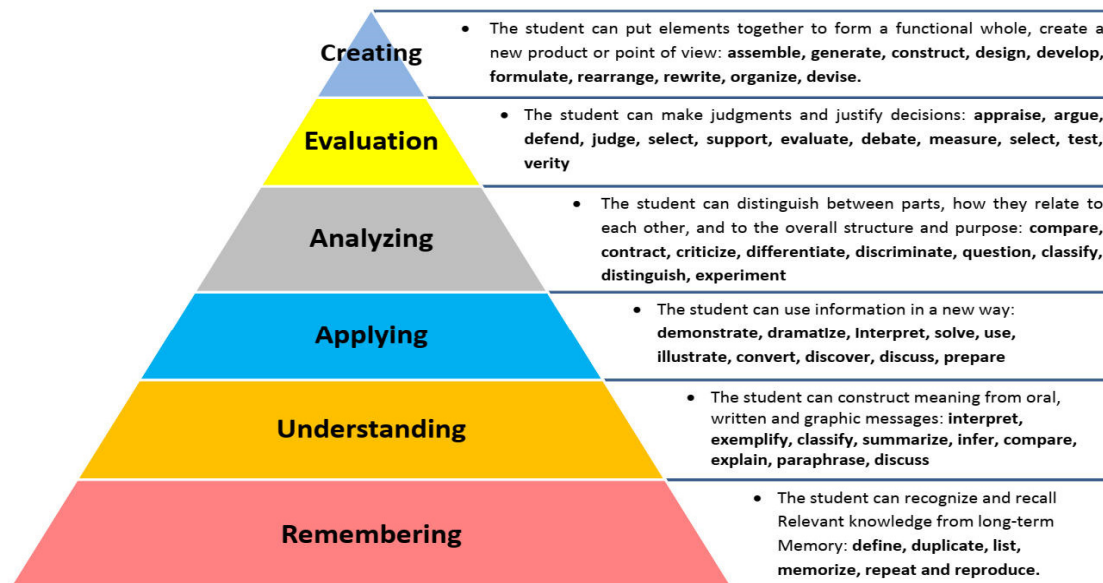 Creating
• The student can put elements together to form a functional whole, create a
new product or point of view: assemble, generate, construct, design, develop,
formulate, rearrange, rewrite, organize, devise.
Evaluation
• The student can make judgments and justify decisions: appraise, argue,
defend, judge, select, support, evaluate, debate, measure, select, test,
verity
Analyzing
• The student can distinguish between parts, how they relate to
each other, and to the overall structure and purpose: compare,
contract, criticize, differentiate, discriminate, question, classify,
distinguish, experiment
Applying
• The student can use information in a new way:
demonstrate, dramatIze, Interpret, solve, use,
illustrate, convert, discover, discuss, prepare
Understanding
• The student can construct meaning from oral,
written and graphic messages: interpret,
exemplify, classify, summarize, infer, compare,
explain, paraphrase, discuss
Remembering
• The student can recognize and recall
Relevant knowledge from long-term
Memory: define, duplicate, list,
memorize, repeat and reproduce.